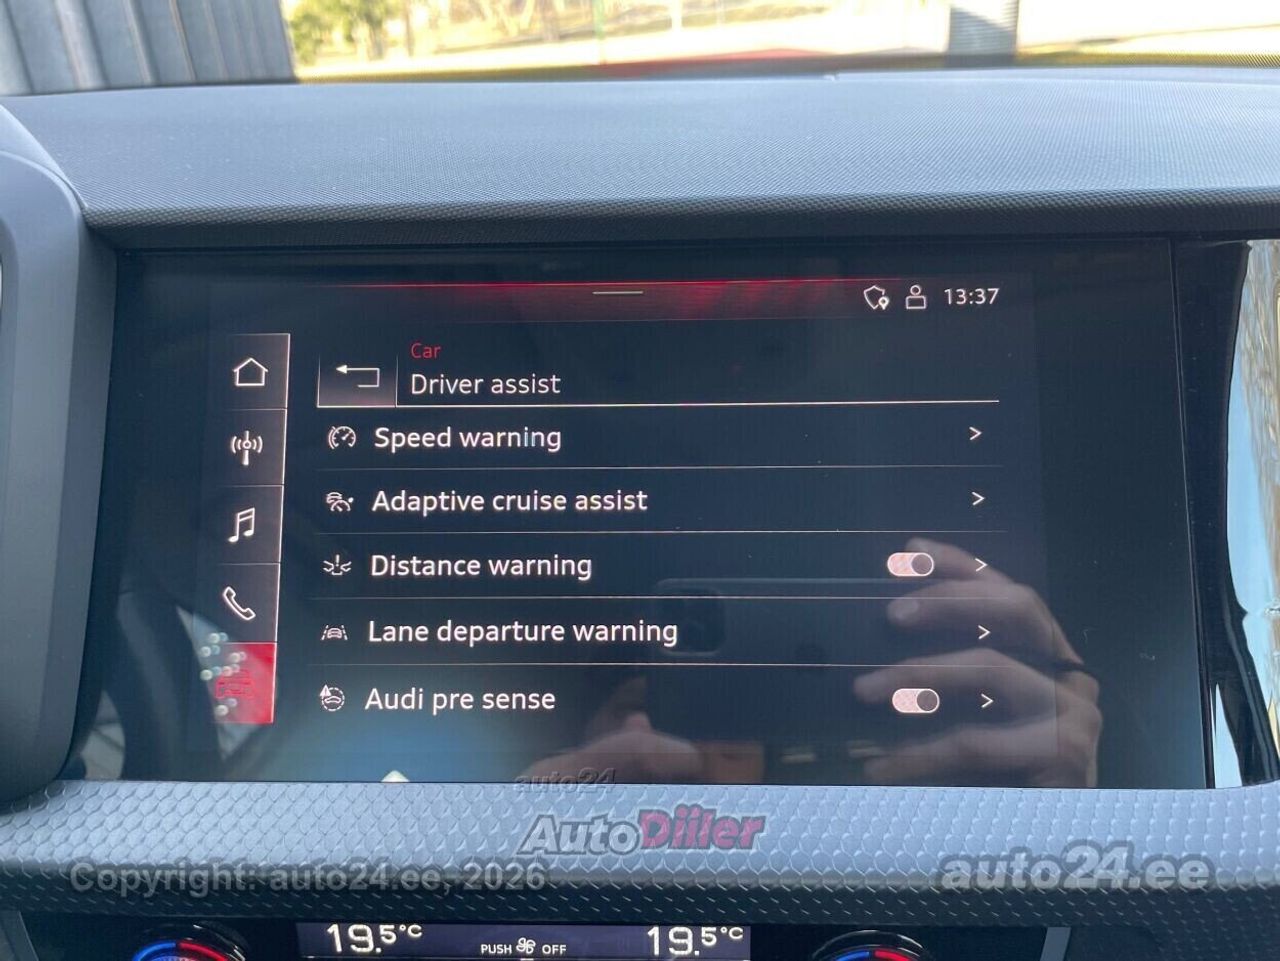 13:37
Car
Driver assist
Speed warning >
Adaptive cruise assist >
Distance warning >
Lane departure warning >
Audi pre sense >
auto24
AutoDiiler
Copyright: auto24.ee, 2026
auto24.ee
19.5°C PUSH OFF 19.5°C